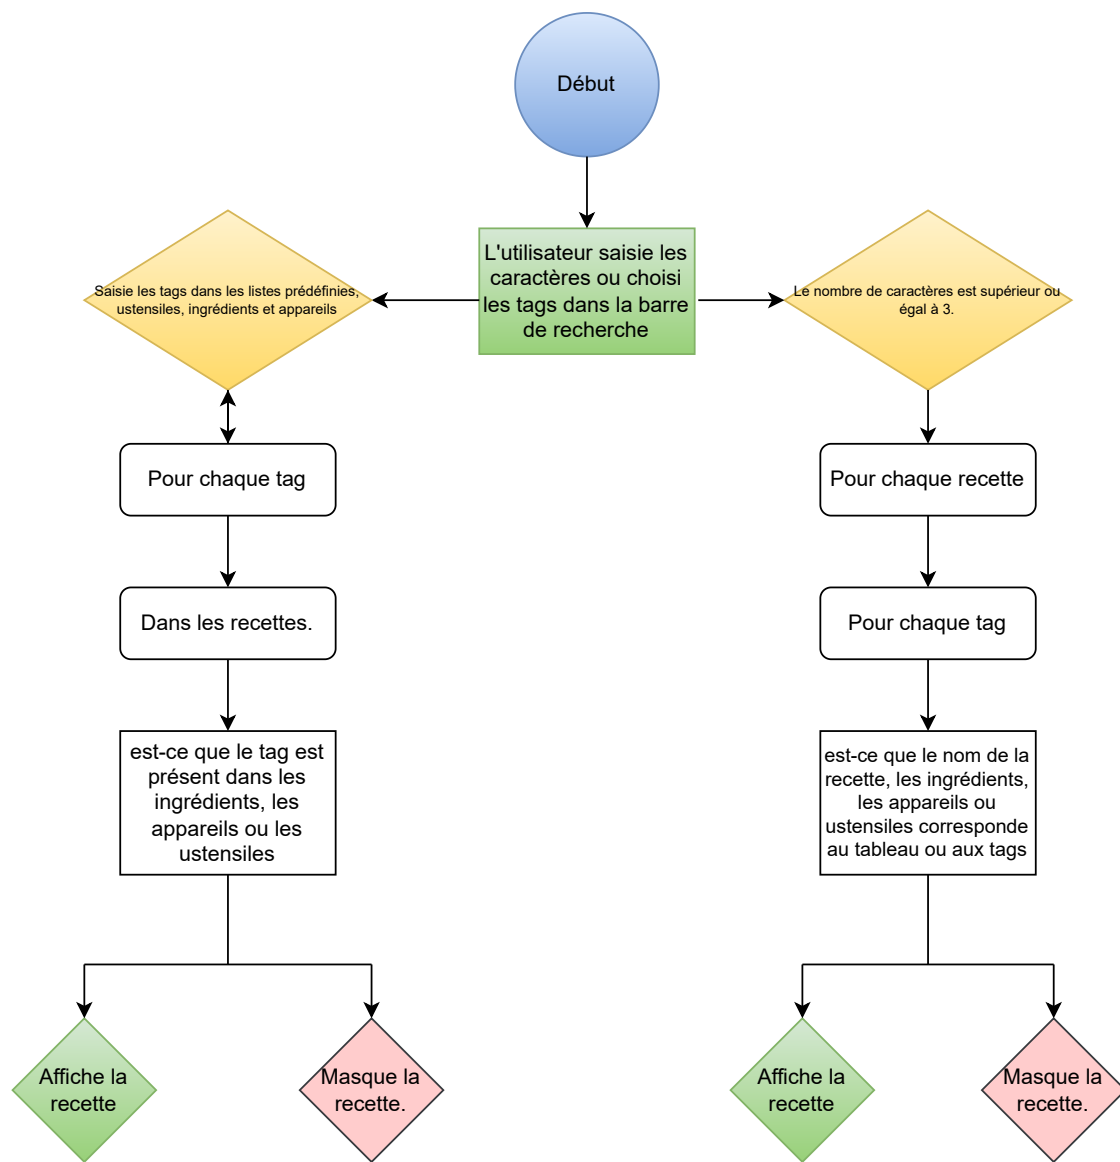 Début
L'utilisateur saisie les
caractères ou choisi
les tags dans la barre
de recherche
Saisie les tags dans les listes prédéfinies,
ustensiles, ingrédients et appareils
Le nombre de caractères est supérieur ou
égal à 3.
Pour chaque tag
Pour chaque recette
Dans les recettes.
Pour chaque tag
est-ce que le tag est
présent dans les
ingrédients, les
appareils ou les
ustensiles
est-ce que le nom de la
recette, les ingrédients,
les appareils ou
ustensiles corresponde
au tableau ou aux tags
Affiche la
recette
Masque la
recette.
Affiche la
recette
Masque la
recette.